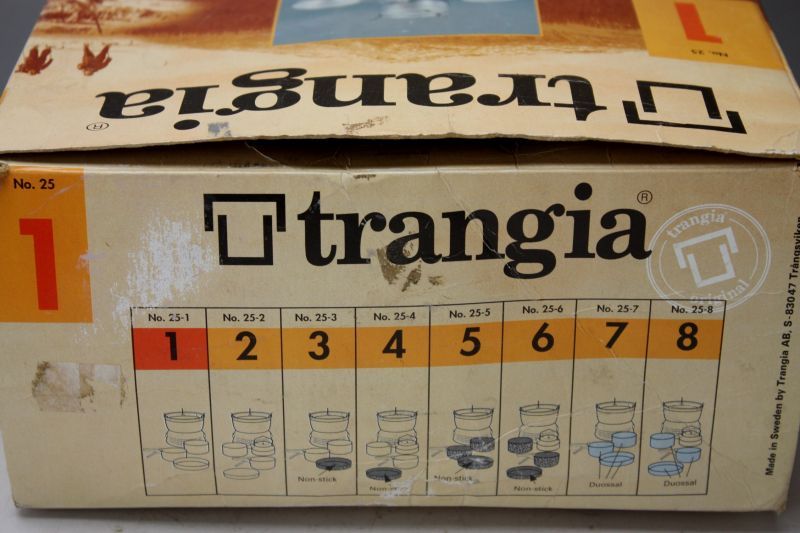 No. 25
1
trangia®
No. 25
1
trangia®
trangia
original
No. 25-1 No. 25-2 No. 25-3 No. 25-4 No. 25-5 No. 25-6 No. 25-7 No. 25-8
1 2 3 4 5 6 7 8
Non-stick Non-stick Non-stick Duossal Duossal
Made in Sweden by Trangia AB, S-83047 Trångsviken